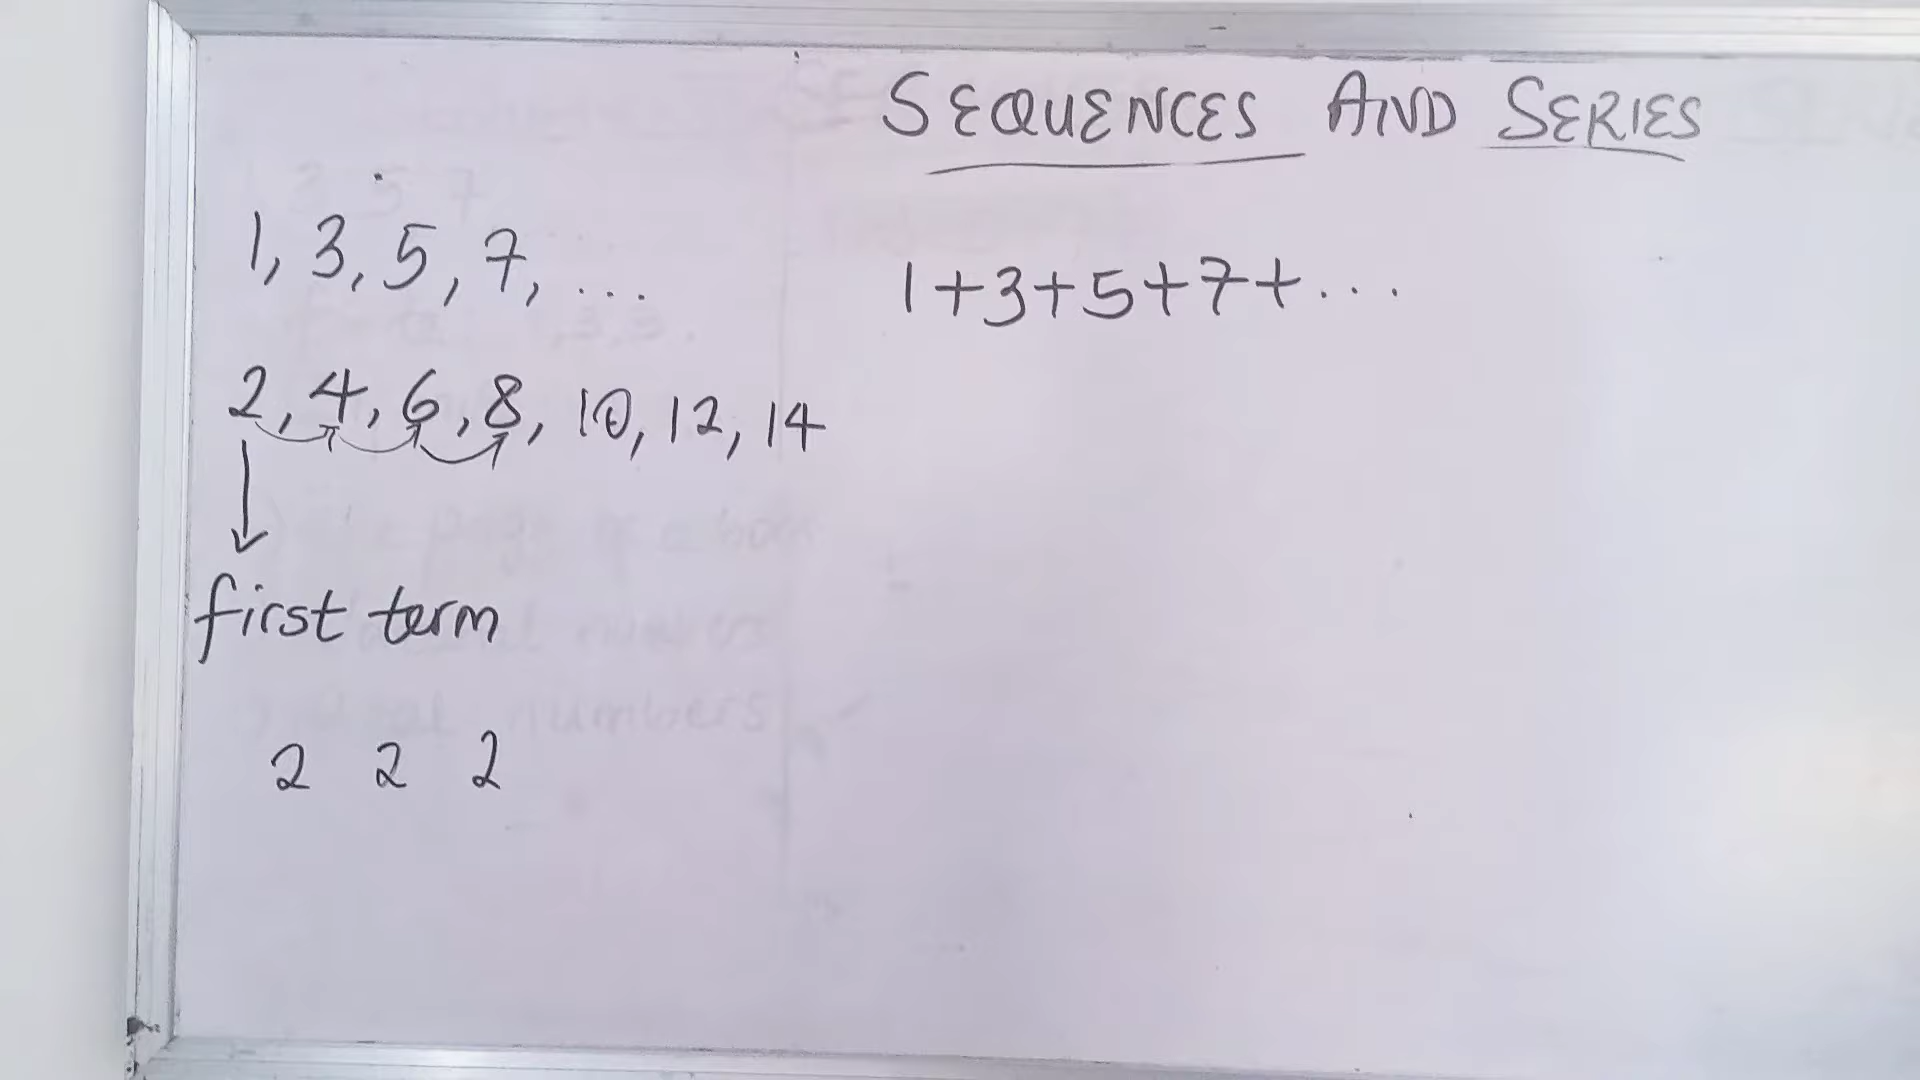 SEQUENCES AND SERIES
1, 3, 5, 7, ...
1+3+5+7+...
2, 4, 6, 8, 10, 12, 14
first term
2 2 2